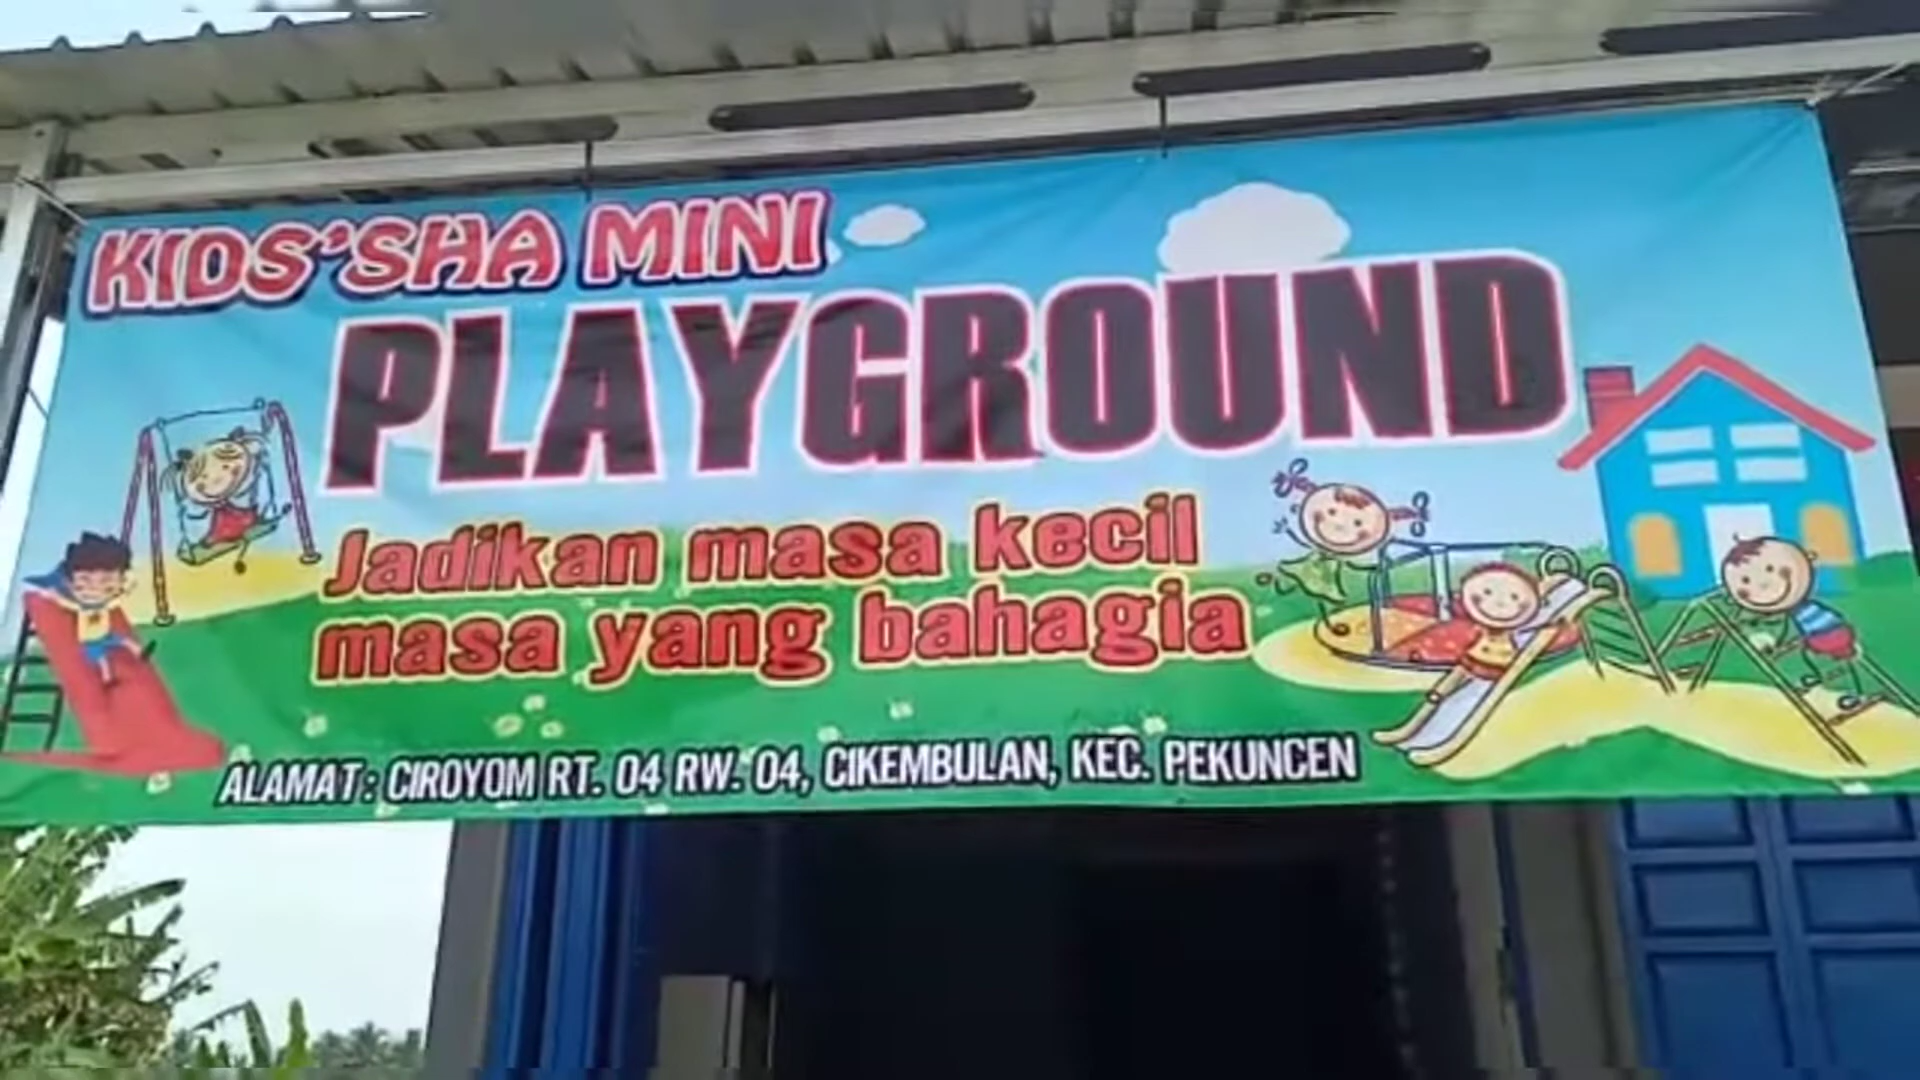 KIDS'SHA MINI
PLAYGROUND
Jadikan masa kecil
masa yang bahagia
ALAMAT: CIROYOM RT. 04 RW. 04, CIKEMBULAN, KEC. PEKUNCEN